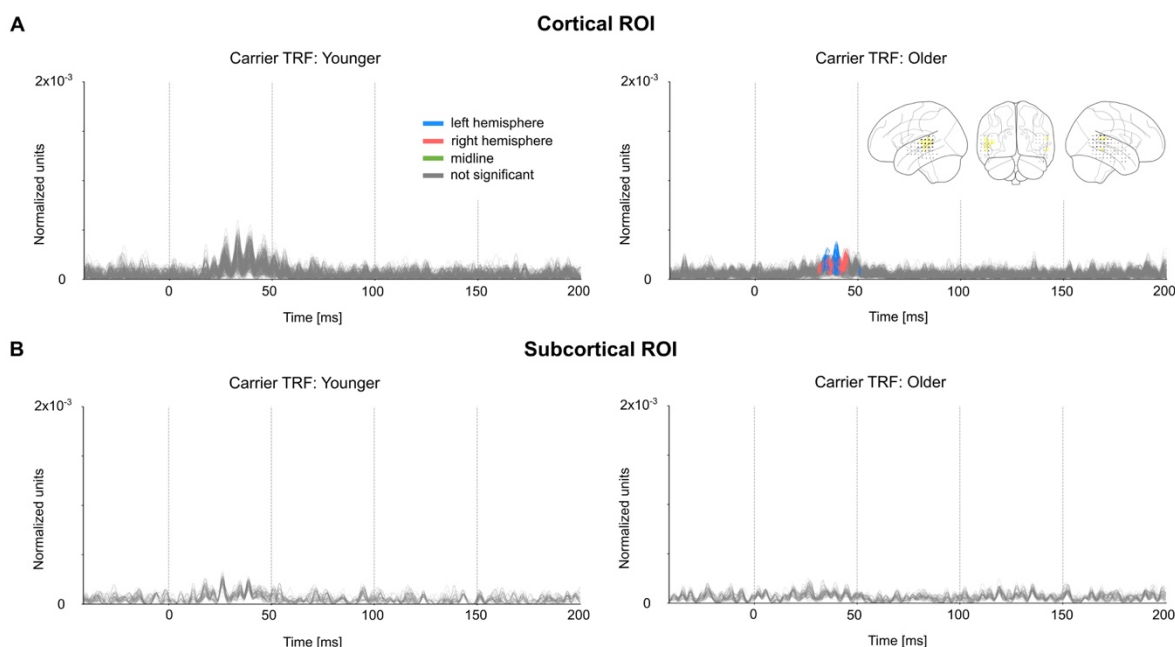 A
Cortical ROI
Carrier TRF: Younger
2x10-3
Normalized units
0
left hemisphere
right hemisphere
midline
not significant
0
50
100
150
200
Time [ms]
Carrier TRF: Older
2x10-3
Normalized units
0
0
50
100
150
200
Time [ms]
B
Subcortical ROI
Carrier TRF: Younger
2x10-3
Normalized units
0
0
50
100
150
200
Time [ms]
Carrier TRF: Older
2x10-3
Normalized units
0
0
50
100
150
200
Time [ms]